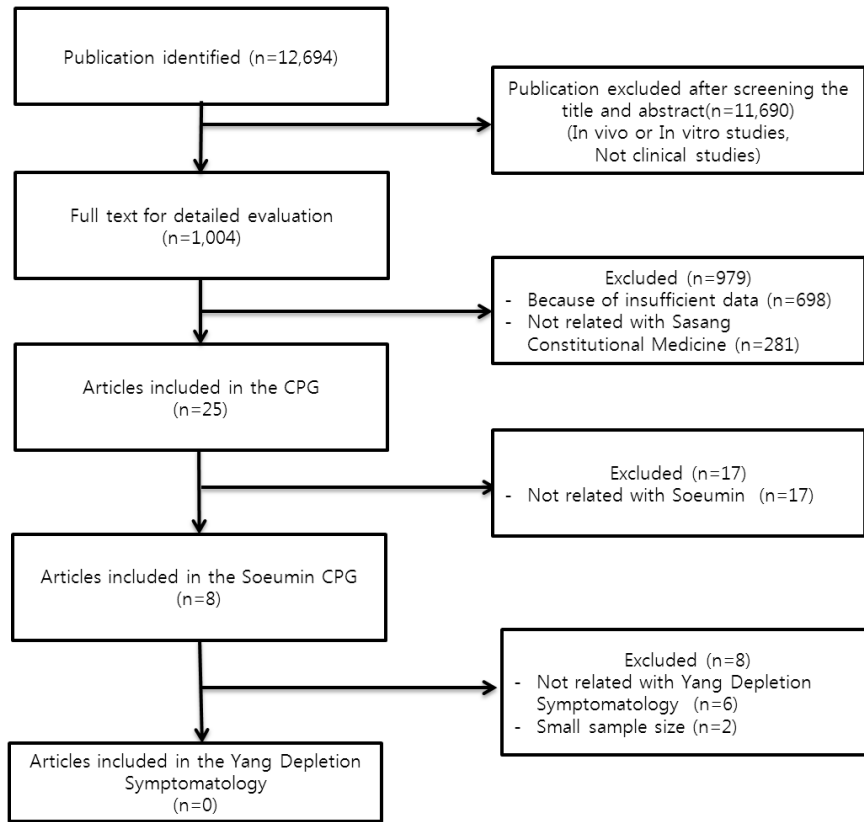 Publication identified (n=12,694)
Publication excluded after screening the
title and abstract(n=11,690)
(In vivo or In vitro studies,
Not clinical studies)
Full text for detailed evaluation
(n=1,004)
Excluded (n=979)
- Because of insufficient data (n=698)
- Not related with Sasang
Constitutional Medicine (n=281)
Articles included in the CPG
(n=25)
Excluded (n=17)
- Not related with Soeumin (n=17)
Articles included in the Soeumin CPG
(n=8)
Excluded (n=8)
- Not related with Yang Depletion
Symptomatology (n=6)
- Small sample size (n=2)
Articles included in the Yang Depletion
Symptomatology
(n=0)